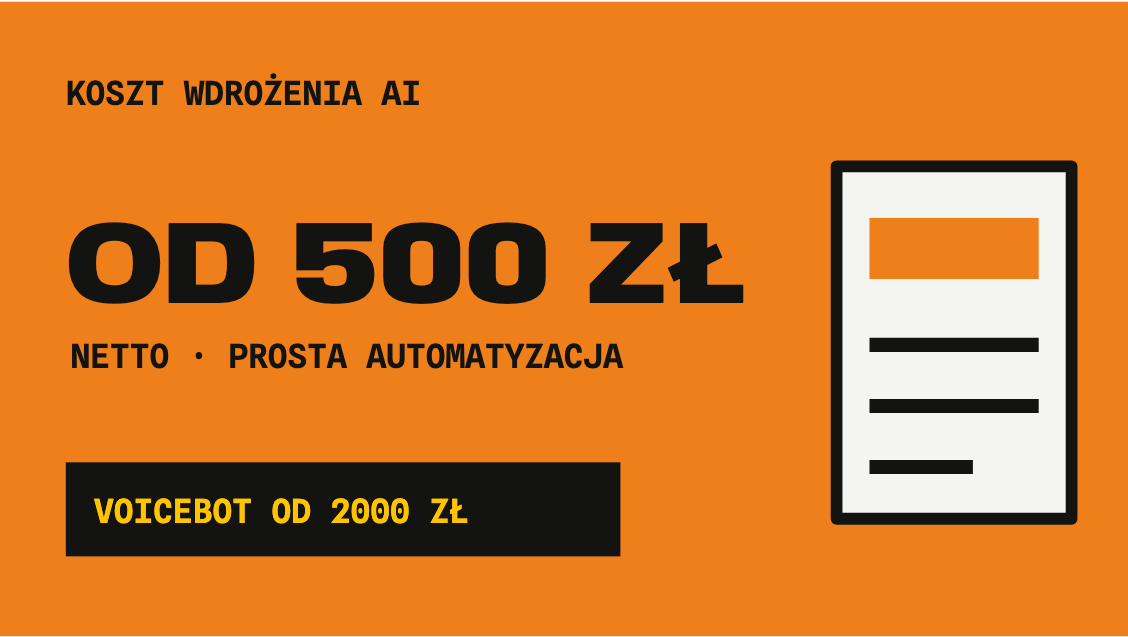 KOSZT WDROŻENIA AI
OD 500 ZŁ
NETTO · PROSTA AUTOMATYZACJA
VOICEBOT OD 2000 ZŁ